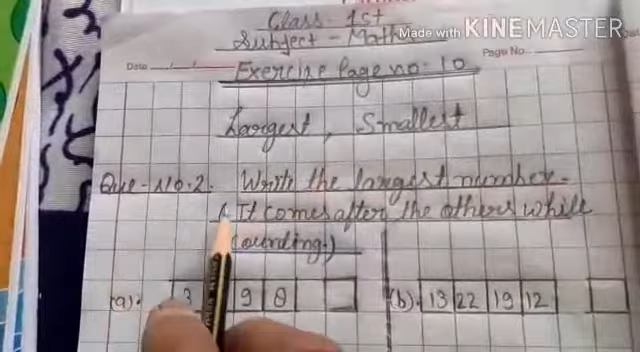 Made with KINEMASTER
Class - 1st
Subject - Maths
Page No.
Date / /
Exercise Page no - 10
Largest, Smallest
Que - No. 2. Write the largest number.
(It comes after the others while
counding.)
(a). 3 9 8 (b). 13 22 19 12